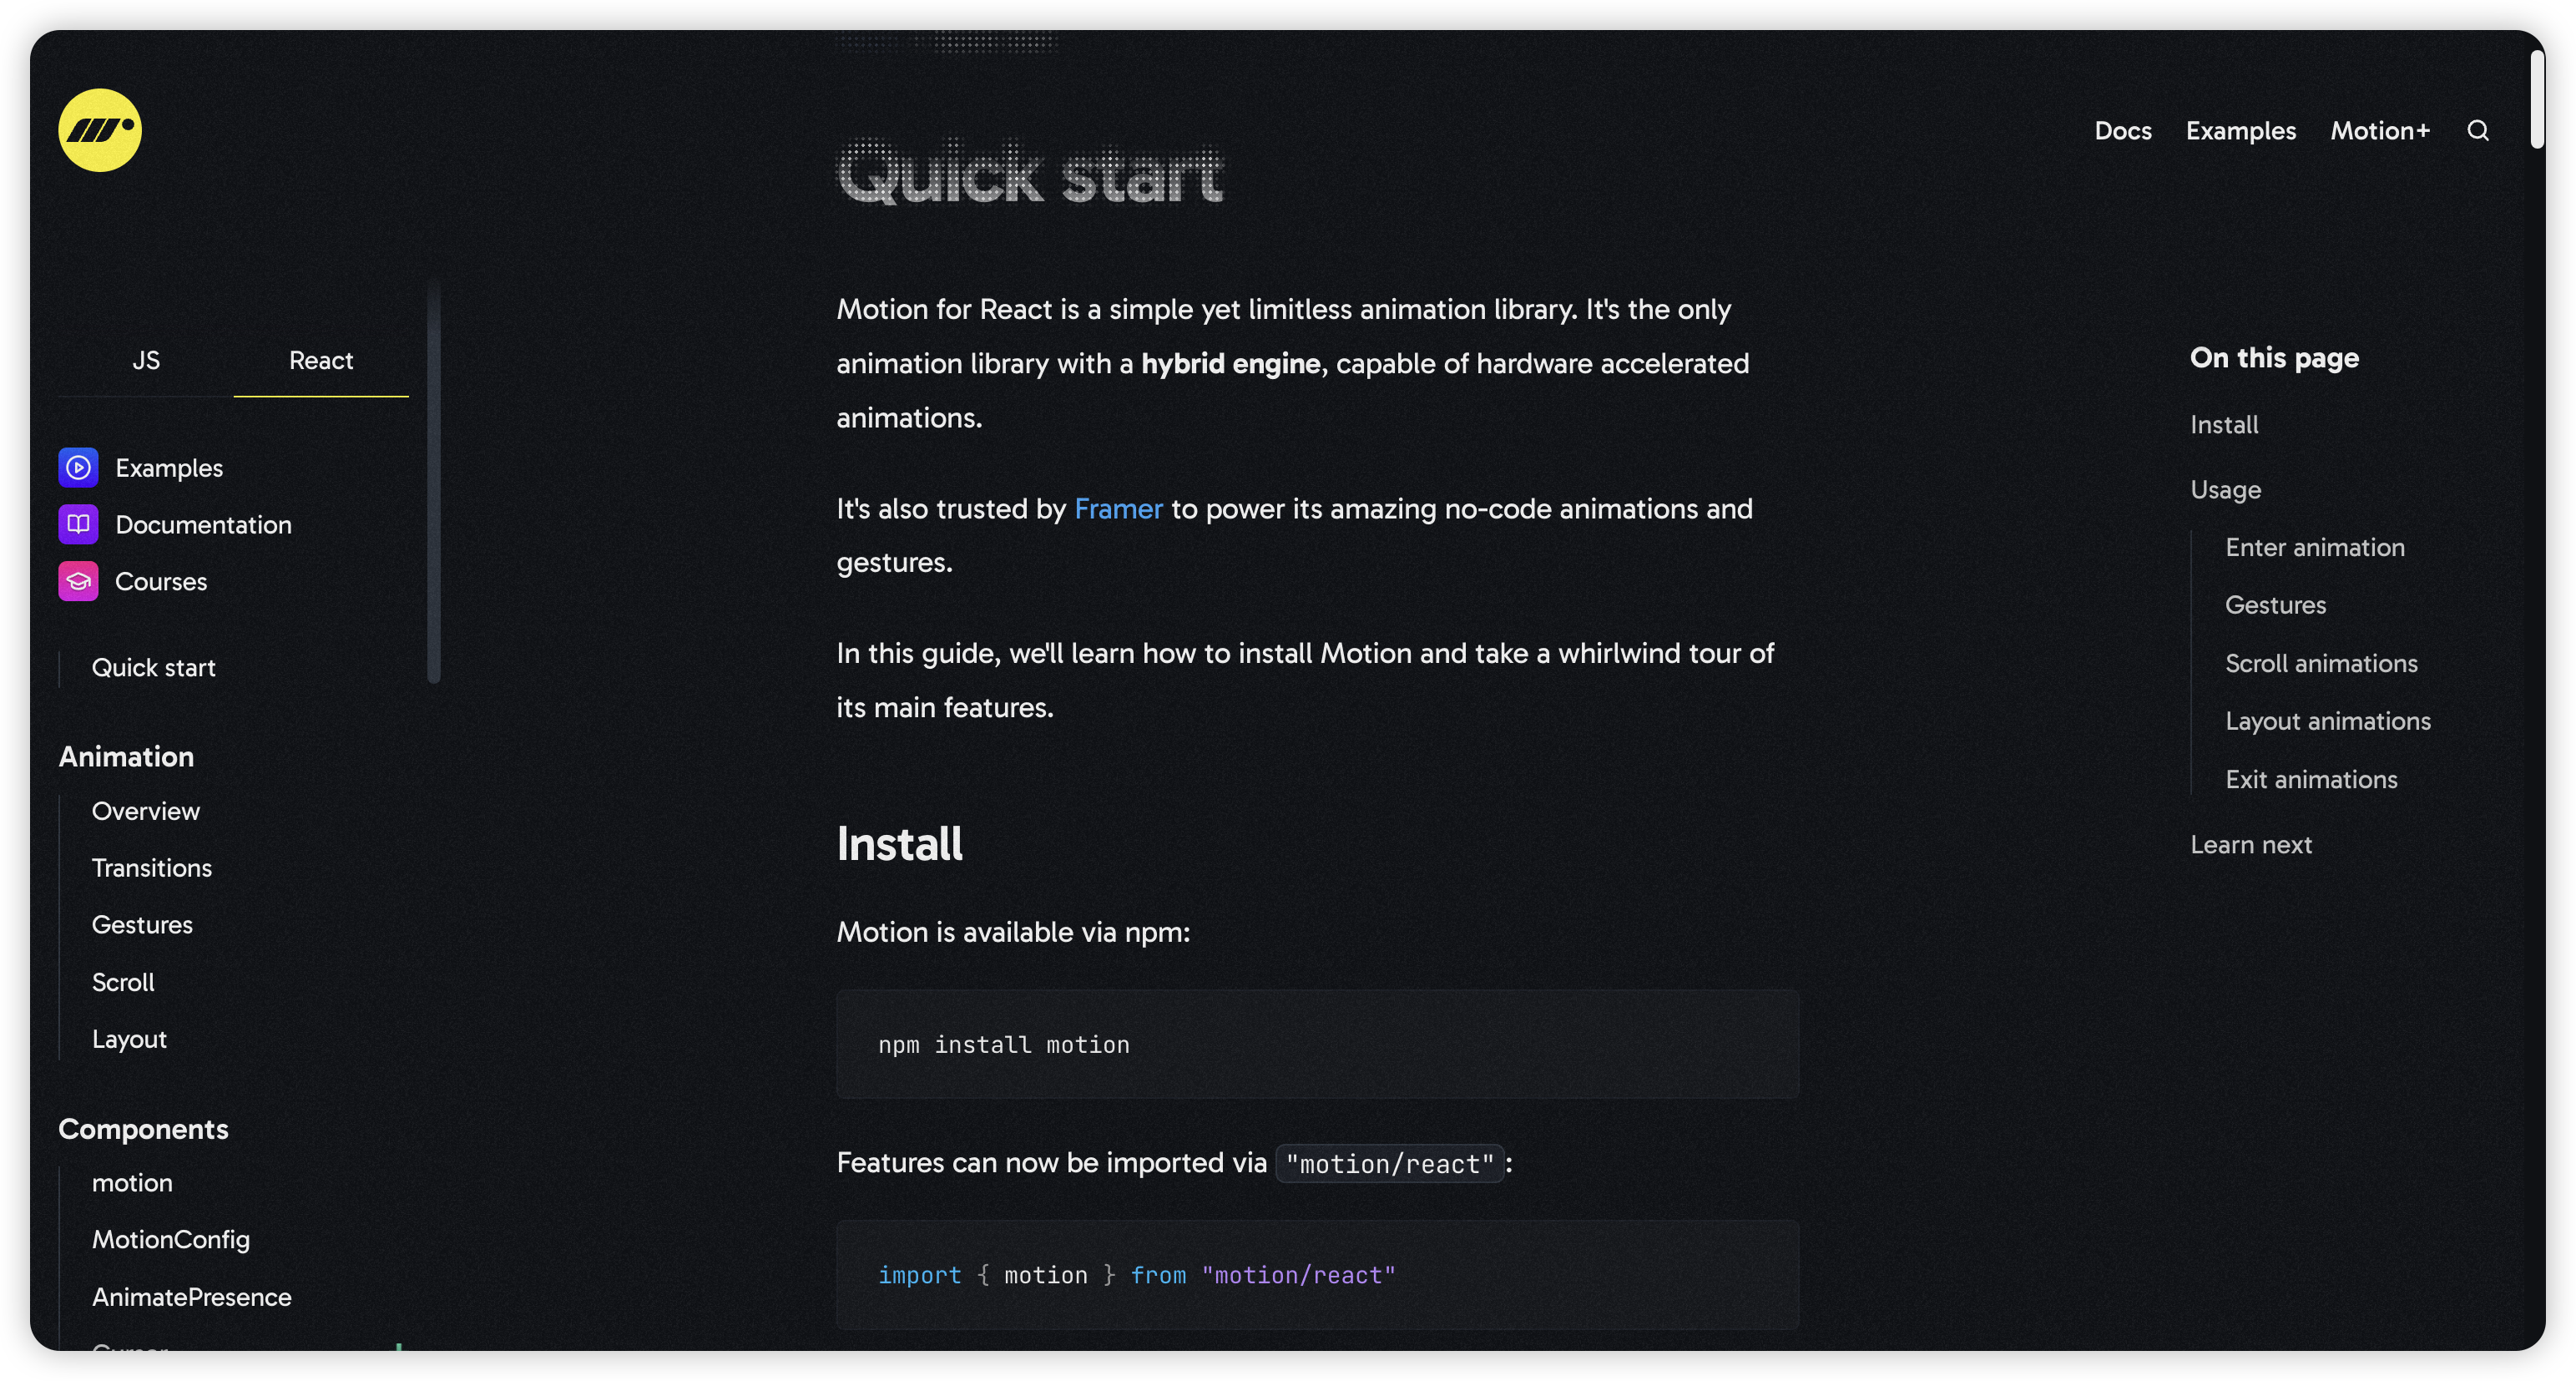 Docs
Examples
Motion+
Quick start
JS
React
Examples
Documentation
Courses
Quick start
Animation
Overview
Transitions
Gestures
Scroll
Layout
Components
motion
MotionConfig
AnimatePresence
Motion for React is a simple yet limitless animation library. It's the only
animation library with a hybrid engine, capable of hardware accelerated
animations.
It's also trusted by Framer to power its amazing no-code animations and
gestures.
In this guide, we'll learn how to install Motion and take a whirlwind tour of
its main features.
Install
Motion is available via npm:
npm install motion
Features can now be imported via "motion/react":
import { motion } from "motion/react"
On this page
Install
Usage
Enter animation
Gestures
Scroll animations
Layout animations
Exit animations
Learn next